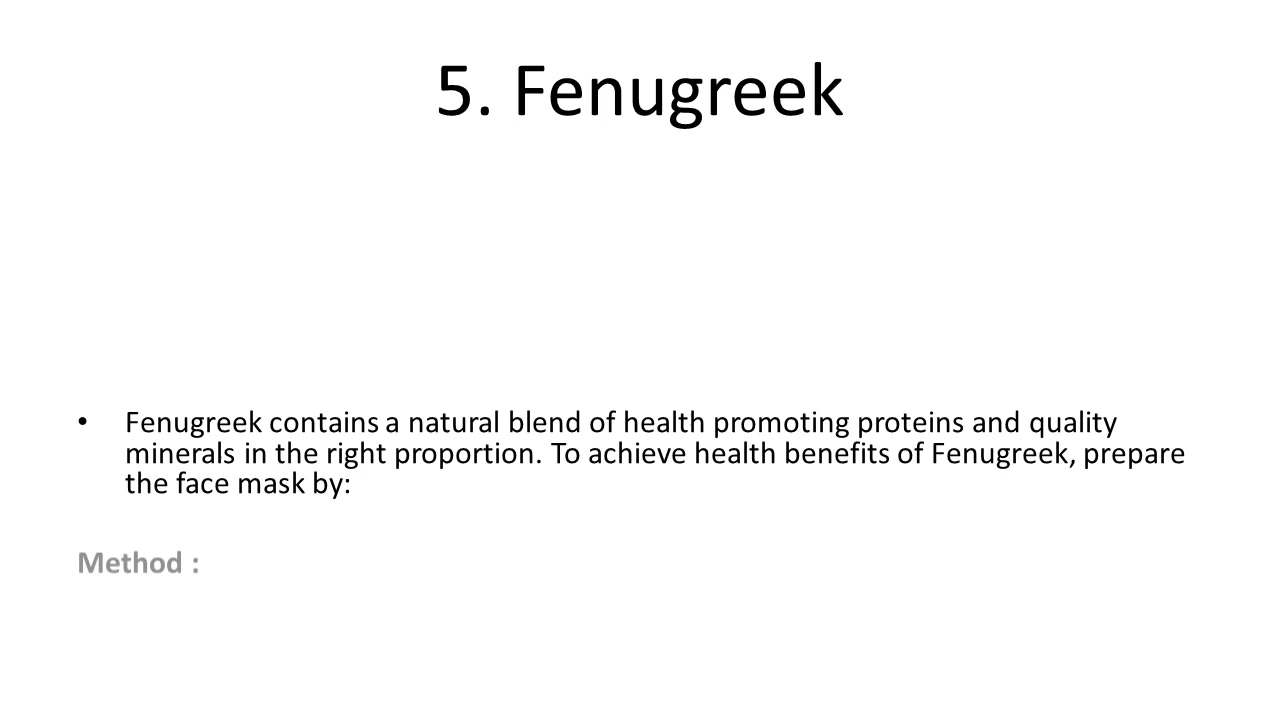 5. Fenugreek
• Fenugreek contains a natural blend of health promoting proteins and quality
minerals in the right proportion. To achieve health benefits of Fenugreek, prepare
the face mask by:
Method :